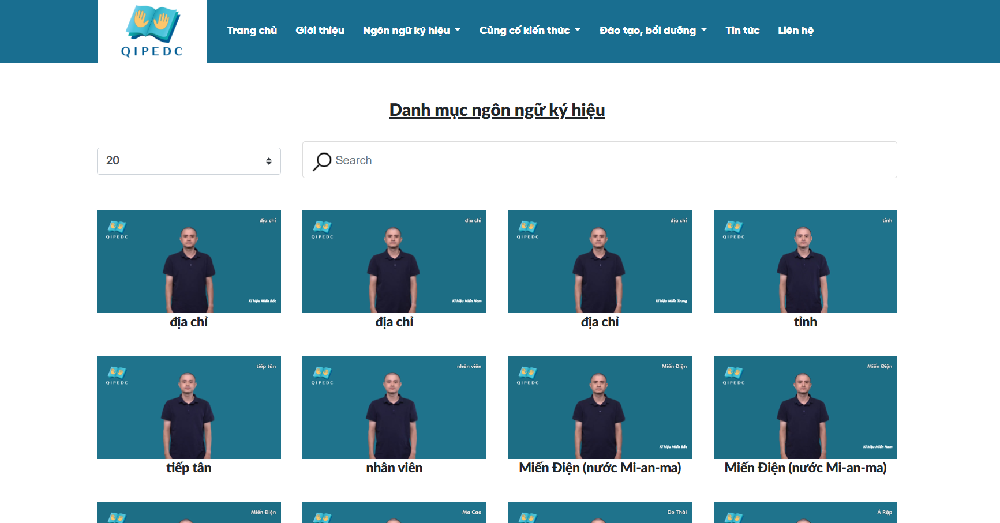 QIPEDC
Trang chủ
Giới thiệu
Ngôn ngữ ký hiệu
Củng cố kiến thức
Đào tạo, bồi dưỡng
Tin tức
Liên hệ
Danh mục ngôn ngữ ký hiệu
20
Search
QIPEDC
địa chỉ
Kí hiệu Miền Bắc
địa chỉ
QIPEDC
địa chỉ
Kí hiệu Miền Nam
địa chỉ
QIPEDC
địa chỉ
Kí hiệu Miền Trung
địa chỉ
QIPEDC
tỉnh
tỉnh
QIPEDC
tiếp tân
tiếp tân
QIPEDC
nhân viên
nhân viên
QIPEDC
Miến Điện
Kí hiệu Miền Bắc
Miến Điện (nước Mi-an-ma)
QIPEDC
Miến Điện
Kí hiệu Miền Nam
Miến Điện (nước Mi-an-ma)
Miến Điện
Ma Cao
Do Thái
Ả Rập